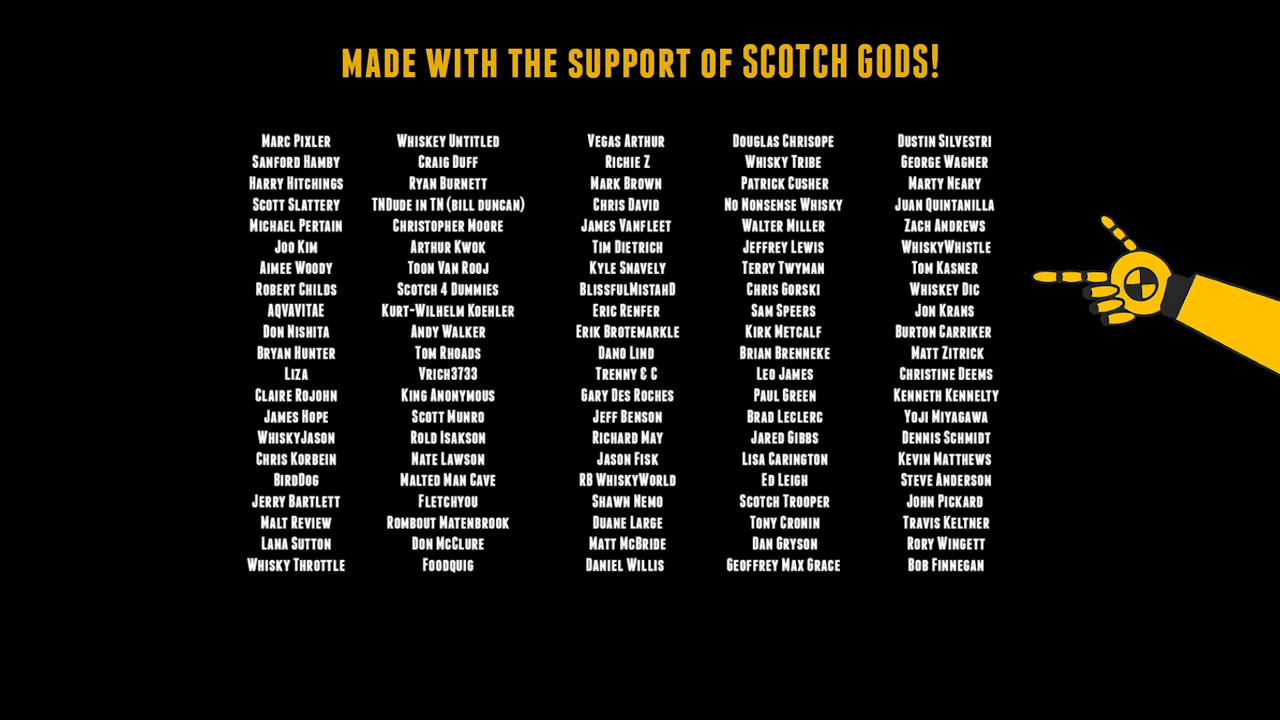 MADE WITH THE SUPPORT OF SCOTCH GODS!
MARC PIXLER
SANFORD HAMBY
HARRY HITCHINGS
SCOTT SLATTERY
MICHAEL PERTAIN
JOO KIM
AIMEE WOODY
ROBERT CHILDS
AQVAVITAE
DON NISHITA
BRYAN HUNTER
LIZA
CLAIRE ROJOHN
JAMES HOPE
WHISKYJASON
CHRIS KORBEIN
BIRDDOG
JERRY BARTLETT
MALT REVIEW
LANA SUTTON
WHISKY THROTTLE
WHISKEY UNTITLED
CRAIG DUFF
RYAN BURNETT
TNDUDE IN TN (BILL DUNCAN)
CHRISTOPHER MOORE
ARTHUR KWOK
TOON VAN ROOJ
SCOTCH 4 DUMMIES
KURT-WILHELM KOEHLER
ANDY WALKER
TOM RHOADS
VRICH3733
KING ANONYMOUS
SCOTT MUNRO
ROLD ISAKSON
NATE LAWSON
MALTED MAN CAVE
FLETCHYOU
ROMBOUT MATENBROOK
DON MCCLURE
FOODQUIG
VEGAS ARTHUR
RICHIE Z
MARK BROWN
CHRIS DAVID
JAMES VANFLEET
TIM DIETRICH
KYLE SNAVELY
BLISSFULMISTAHD
ERIC RENFER
ERIK BROTEMARKLE
DANO LIND
TRENNY & C
GARY DES ROCHES
JEFF BENSON
RICHARD MAY
JASON FISK
RB WHISKYWORLD
SHAWN NEMO
DUANE LARGE
MATT MCBRIDE
DANIEL WILLIS
DOUGLAS CHRISOPE
WHISKY TRIBE
PATRICK CUSHER
NO NONSENSE WHISKY
WALTER MILLER
JEFFREY LEWIS
TERRY TWYMAN
CHRIS GORSKI
SAM SPEERS
KIRK METCALF
BRIAN BRENNEKE
LEO JAMES
PAUL GREEN
BRAD LECLERC
JARED GIBBS
LISA CARINGTON
ED LEIGH
SCOTCH TROOPER
TONY CRONIN
DAN GRYSON
GEOFFREY MAX GRACE
DUSTIN SILVESTRI
GEORGE WAGNER
MARTY NEARY
JUAN QUINTANILLA
ZACH ANDREWS
WHISKYWHISTLE
TOM KASNER
WHISKEY DIC
JON KRANS
BURTON CARRIKER
MATT ZITRICK
CHRISTINE DEEMS
KENNETH KENNELTY
YOJI MIYAGAWA
DENNIS SCHMIDT
KEVIN MATTHEWS
STEVE ANDERSON
JOHN PICKARD
TRAVIS KELTNER
RORY WINGETT
BOB FINNEGAN